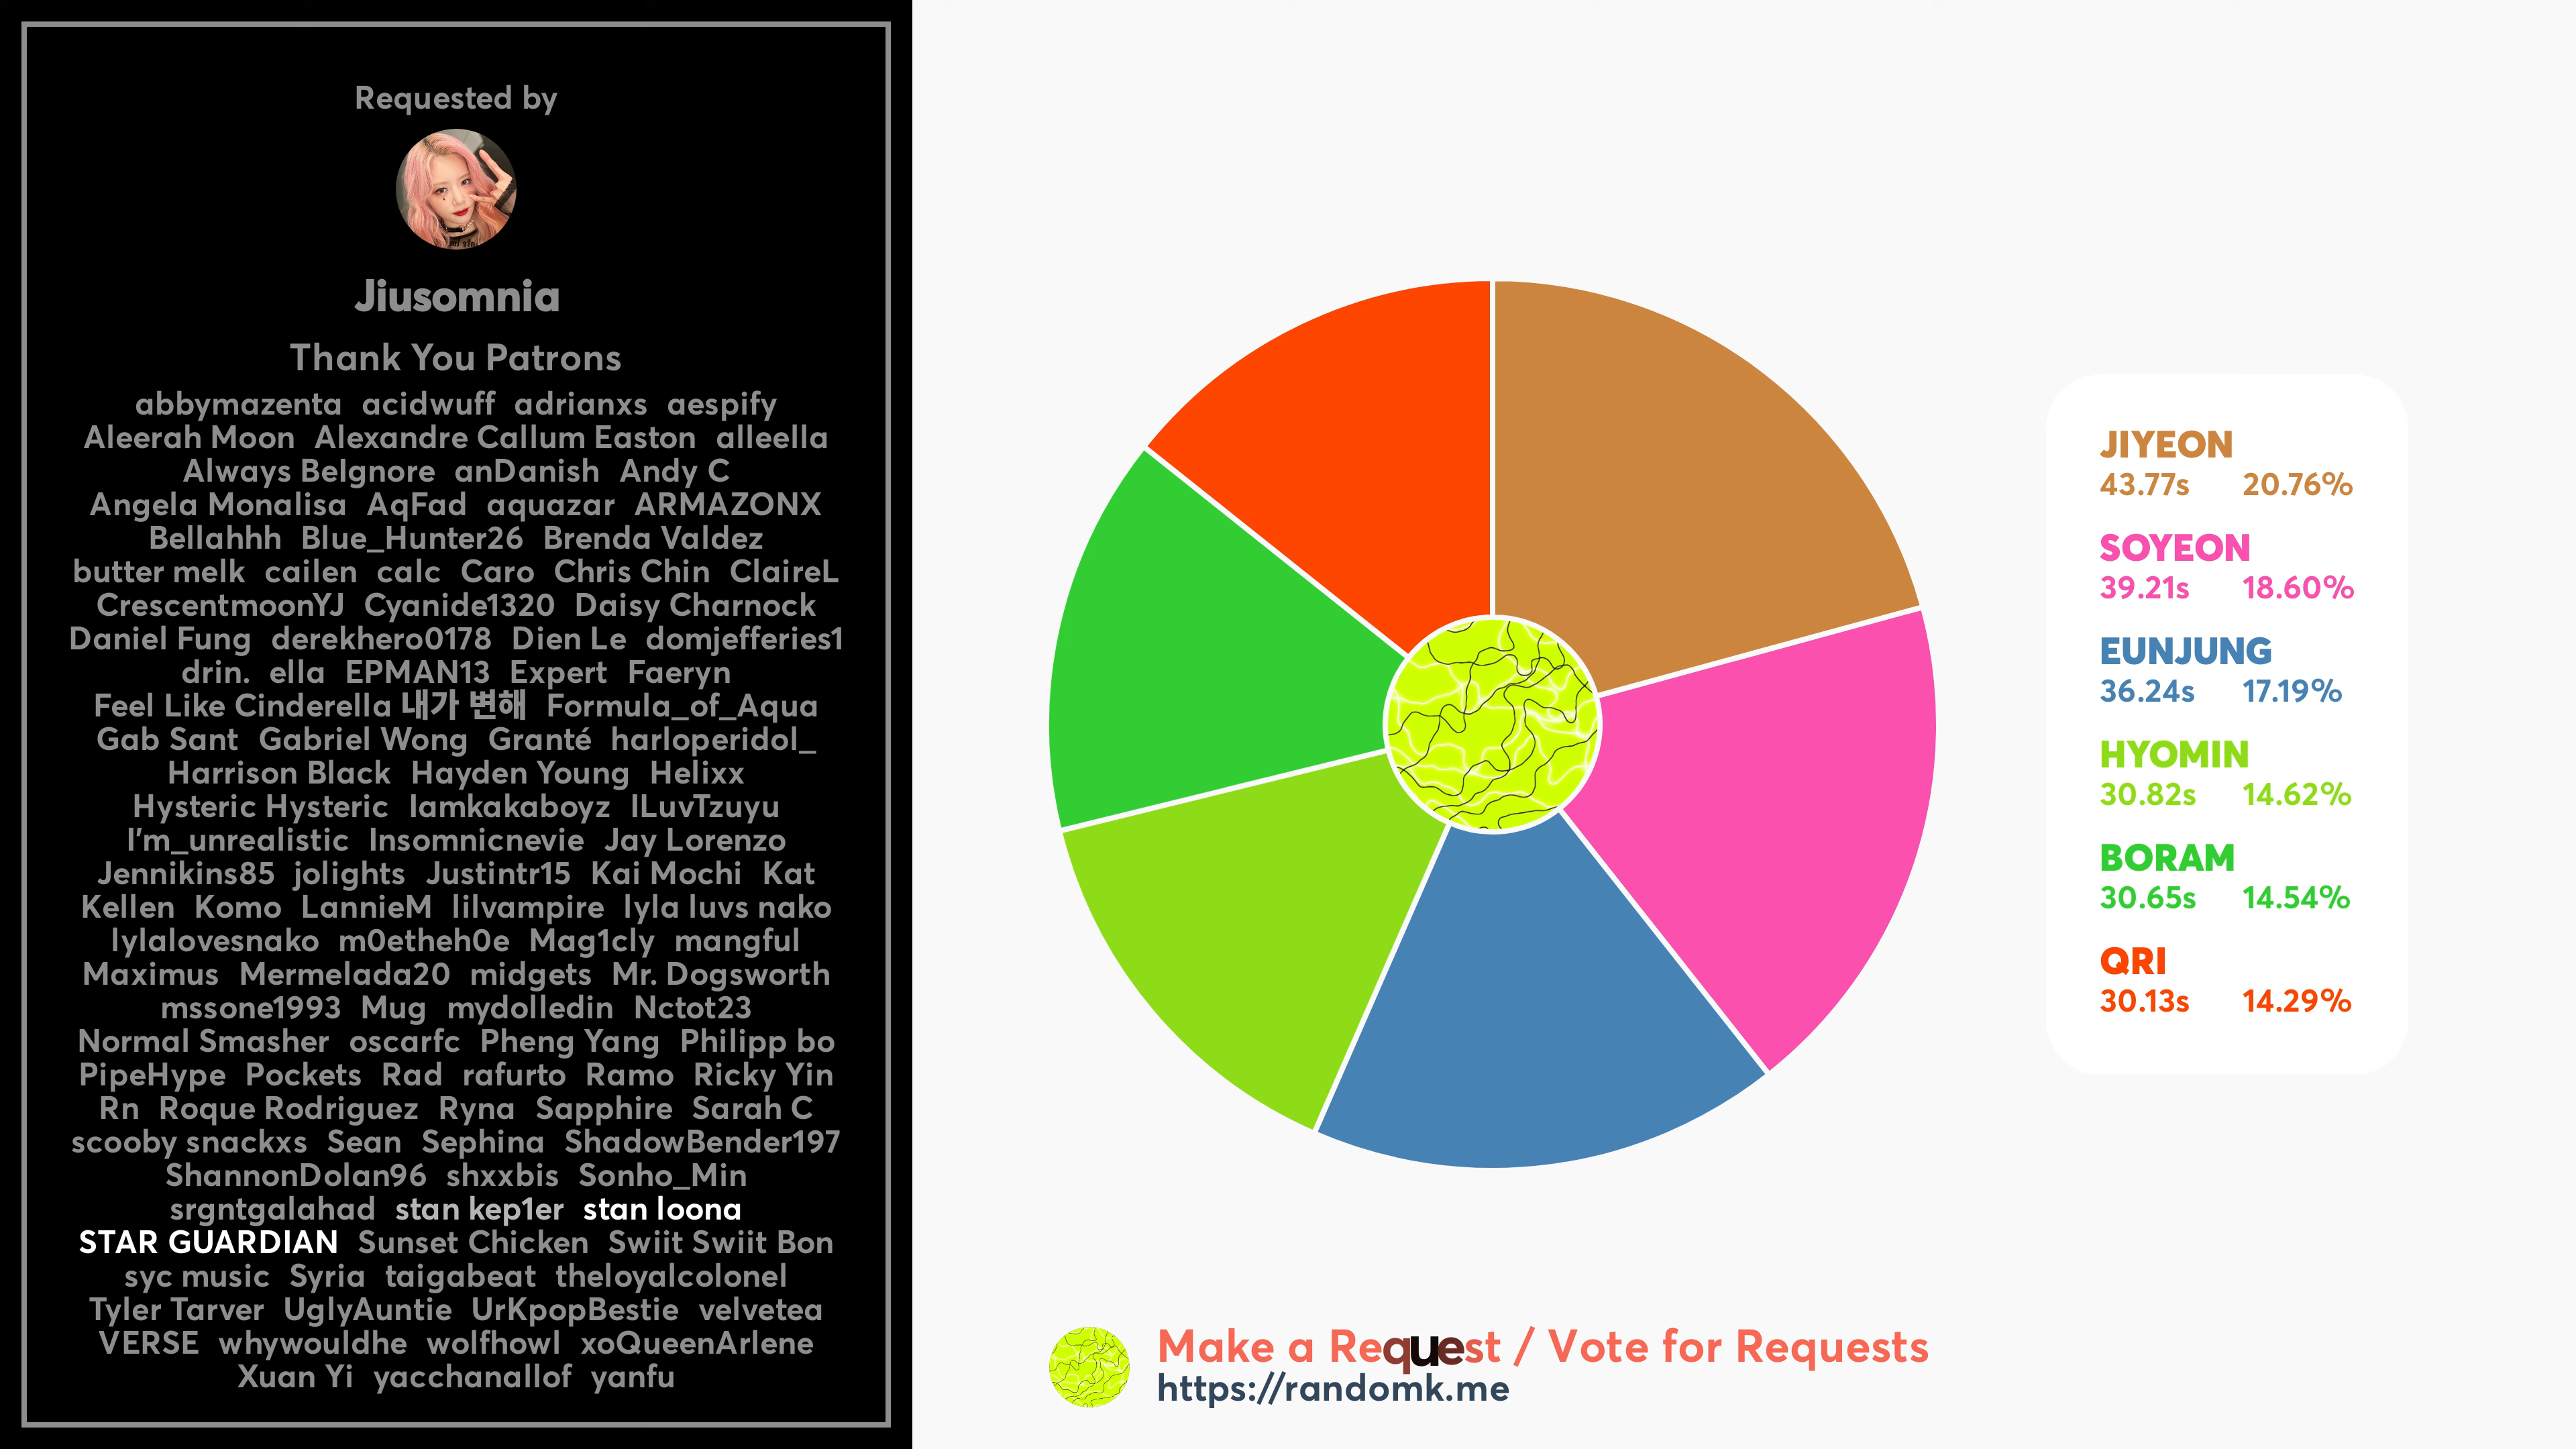 Requested by
Jiusomnia
Thank You Patrons
abbymazenta acidwuff adrianxs aespify
Aleerah Moon Alexandre Callum Easton alleella
Always BeIgnore anDanish Andy C
Angela Monalisa AqFad aquazar ARMAZONX
Bellahhh Blue_Hunter26 Brenda Valdez
butter melk cailen calc Caro Chris Chin ClaireL
CrescentmoonYJ Cyanide1320 Daisy Charnock
Daniel Fung derekhero0178 Dien Le domjefferies1
drin. ella EPMAN13 Expert Faeryn
Feel Like Cinderella 내가 변해 Formula_of_Aqua
Gab Sant Gabriel Wong Granté harloperidol_
Harrison Black Hayden Young Helixx
Hysteric Hysteric Iamkakaboyz ILuvTzuyu
I'm_unrealistic Insomnicnevie Jay Lorenzo
Jennikins85 jolights Justintr15 Kai Mochi Kat
Kellen Komo LannieM lilvampire lyla luvs nako
lylalovesnako m0etheh0e Mag1cly mangful
Maximus Mermelada20 midgets Mr. Dogsworth
mssone1993 Mug mydolledin Nctot23
Normal Smasher oscarfc Pheng Yang Philipp bo
PipeHype Pockets Rad rafurto Ramo Ricky Yin
Rn Roque Rodriguez Ryna Sapphire Sarah C
scooby snackxs Sean Sephina ShadowBender197
ShannonDolan96 shxxbis Sonho_Min
srgntgalahad stan kep1er stan loona
STAR GUARDIAN Sunset Chicken Swiit Swiit Bon
syc music Syria taigabeat theloyalcolonel
Tyler Tarver UglyAuntie UrKpopBestie velvetea
VERSE whywouldhe wolfhowl xoQueenArlene
Xuan Yi yacchanallof yanfu
JIYEON
43.77s 20.76%
SOYEON
39.21s 18.60%
EUNJUNG
36.24s 17.19%
HYOMIN
30.82s 14.62%
BORAM
30.65s 14.54%
QRI
30.13s 14.29%
Make a Request / Vote for Requests
https://randomk.me